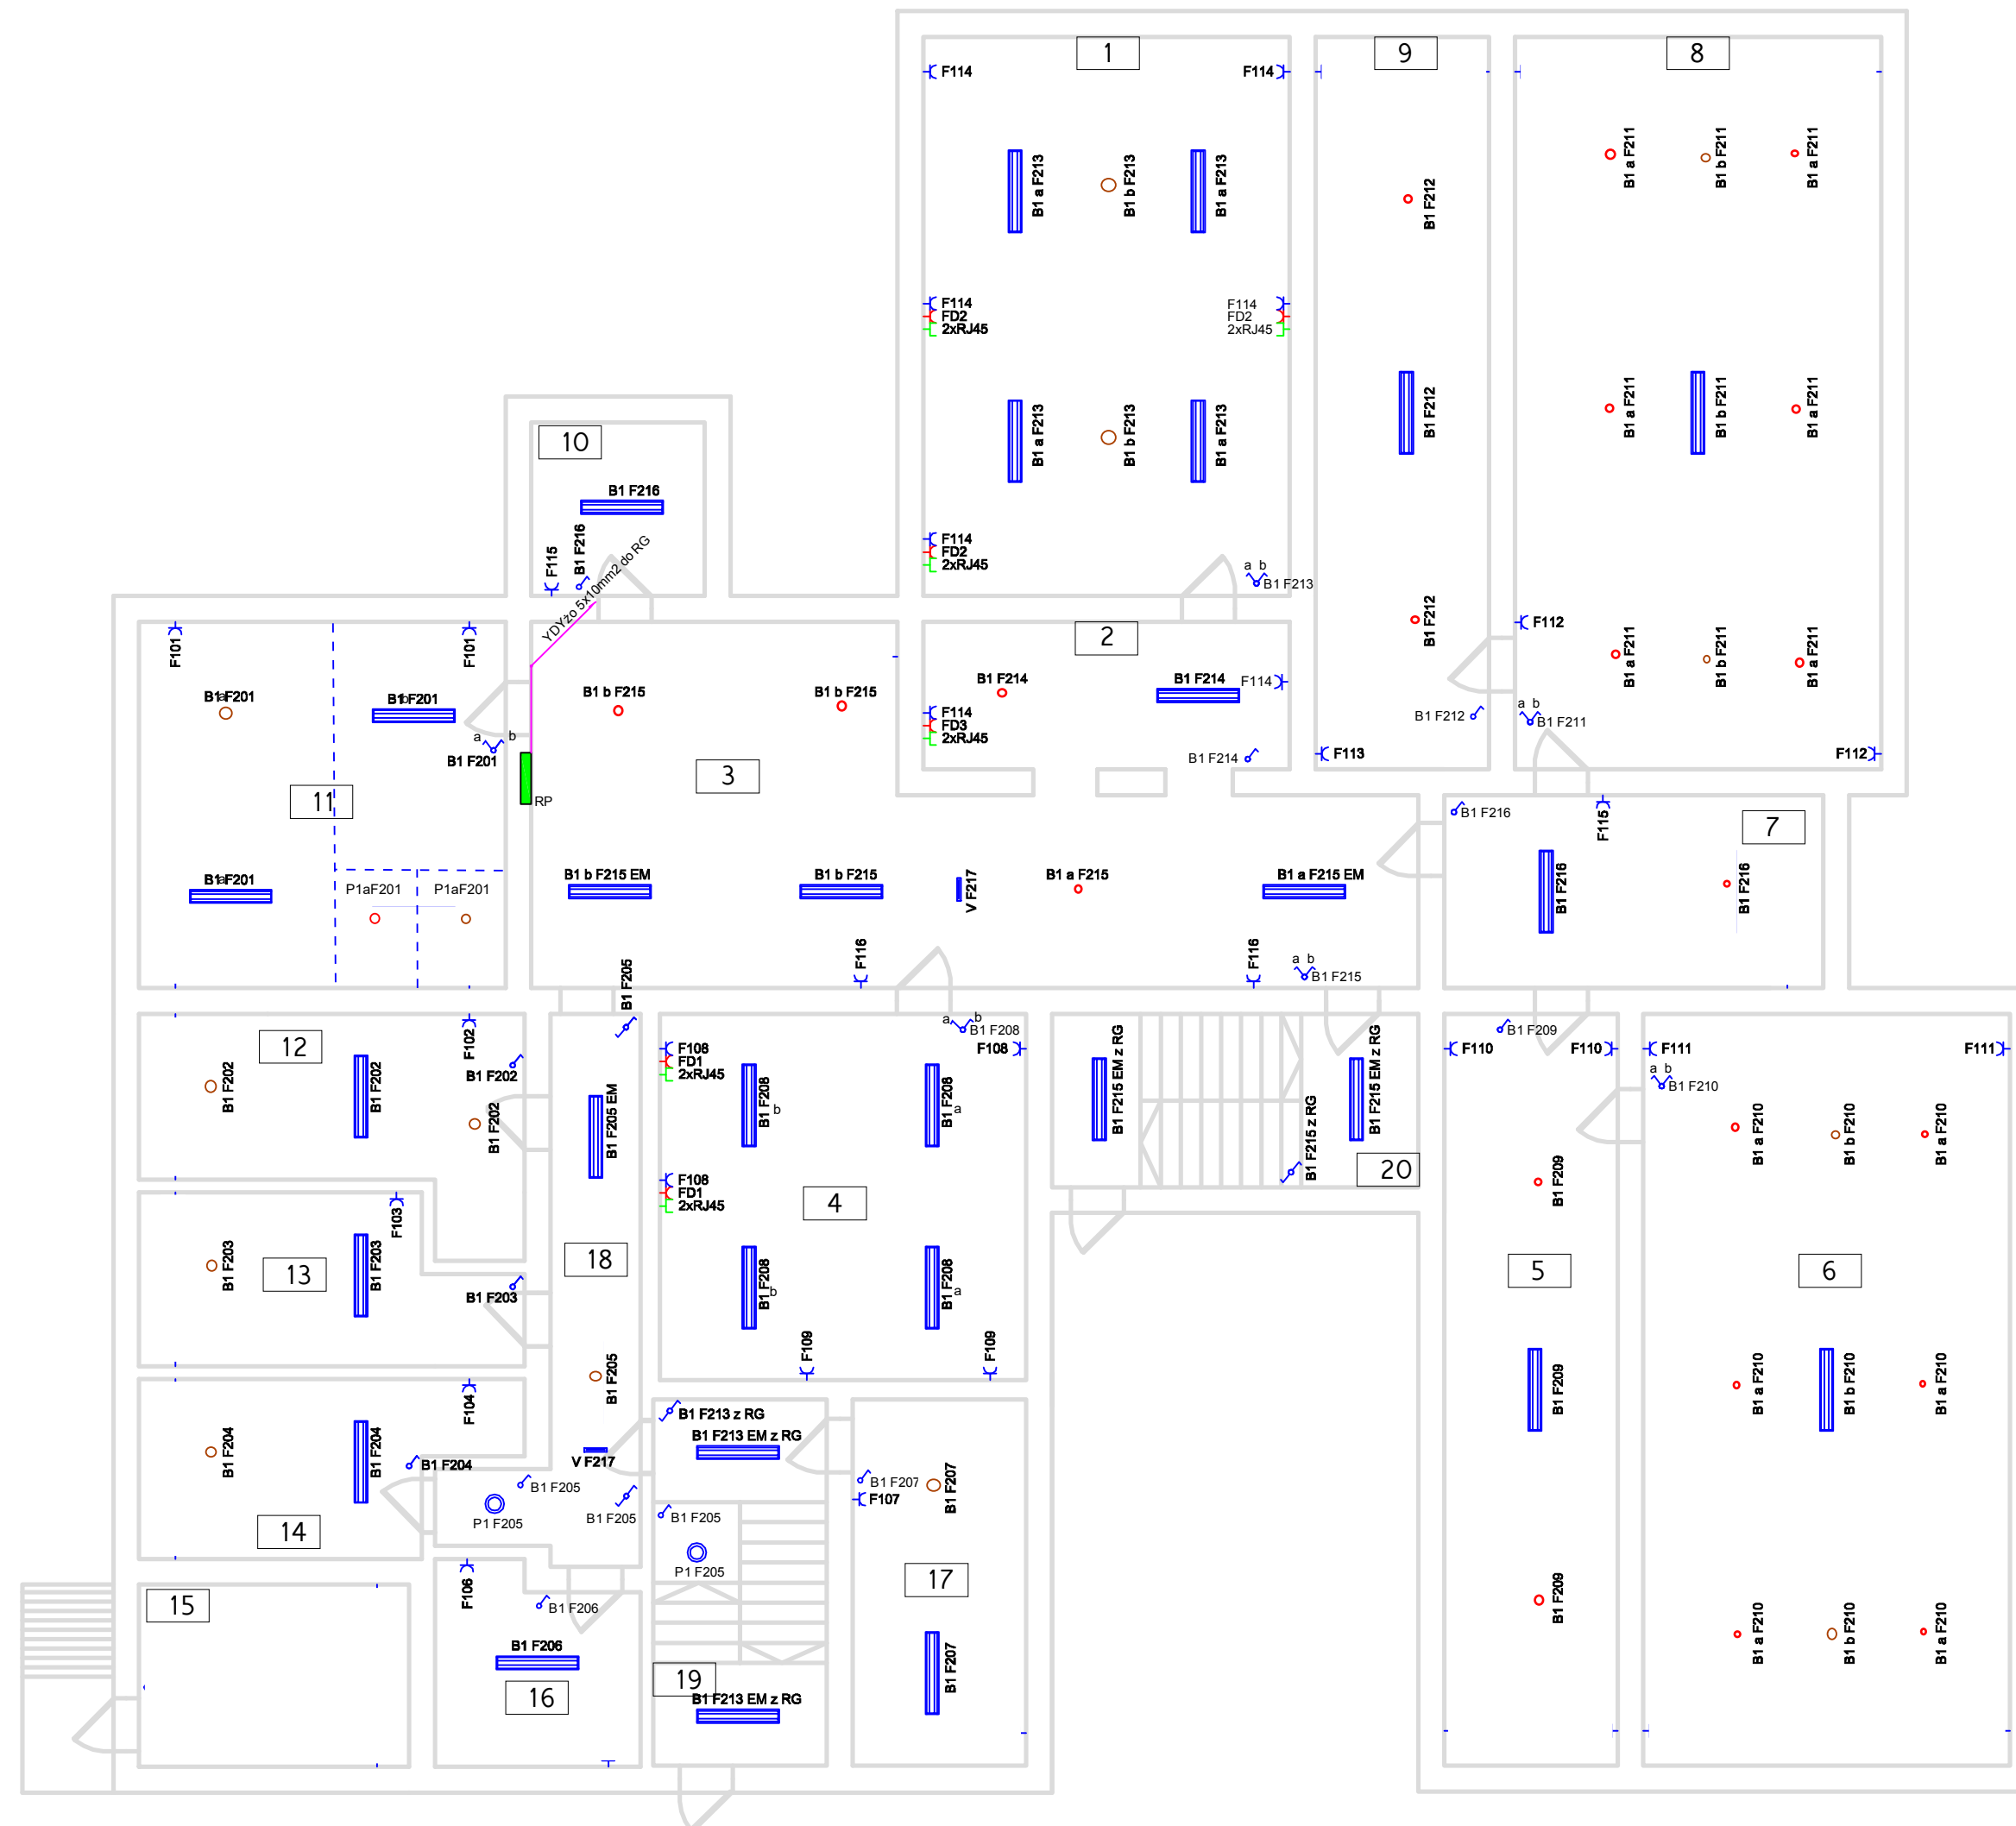 1
9
8
F114
F114
B1 a F213
B1 b F213
B1 a F213
B1 F212
B1 a F211
B1 b F211
B1 a F211
F114
FD2
2xRJ45
F114
FD2
2xRJ45
B1 a F213
B1 b F213
B1 a F213
B1 F212
B1 a F211
B1 b F211
B1 a F211
10
B1 F216
F115
B1 F216
YDYżo 5x10mm2 do RG
F114
FD2
2xRJ45
a b
B1 F213
B1 F212
F112
B1 a F211
B1 b F211
B1 a F211
F101
F101
2
B1aF201
B1bF201
a b
B1 F201
B1 b F215
B1 b F215
B1 F214
B1 F214
F114
F114
FD3
2xRJ45
B1 F214
B1 F212
a b
B1 F211
F113
F112
11
RP
3
B1aF201
P1aF201
P1aF201
B1 b F215 EM
B1 b F215
V F217
B1 a F215
B1 a F215 EM
B1 F216
F115
7
B1 F216
B1 F216
F116
F116
a b
B1 F215
B1 F205
12
F102
B1 F202
B1 F202
B1 F202
B1 F202
B1 F205 EM
F108
FD1
2xRJ45
a b
B1 F208
F108
B1 F208
b
B1 F208
a
B1 F215 EM z RG
B1 F215 z RG
B1 F215 EM z RG
20
B1 F209
F110
F110
F111
F111
a b
B1 F210
B1 a F210
B1 b F210
B1 a F210
F108
FD1
2xRJ45
4
B1 F209
F103
13
B1 F203
B1 F203
B1 F203
18
B1 F208
b
B1 F208
a
5
6
F109
F109
B1 F205
B1 F209
B1 a F210
B1 b F210
B1 a F210
F104
B1 F204
B1 F204
B1 F204
14
V F217
B1 F213 z RG
B1 F213 EM z RG
B1 F205
P1 F205
B1 F205
B1 F205
P1 F205
B1 F207
F107
B1 F207
17
B1 F209
15
F106
B1 F206
B1 F206
16
19
B1 F213 EM z RG
B1 F207
B1 a F210
B1 b F210
B1 a F210